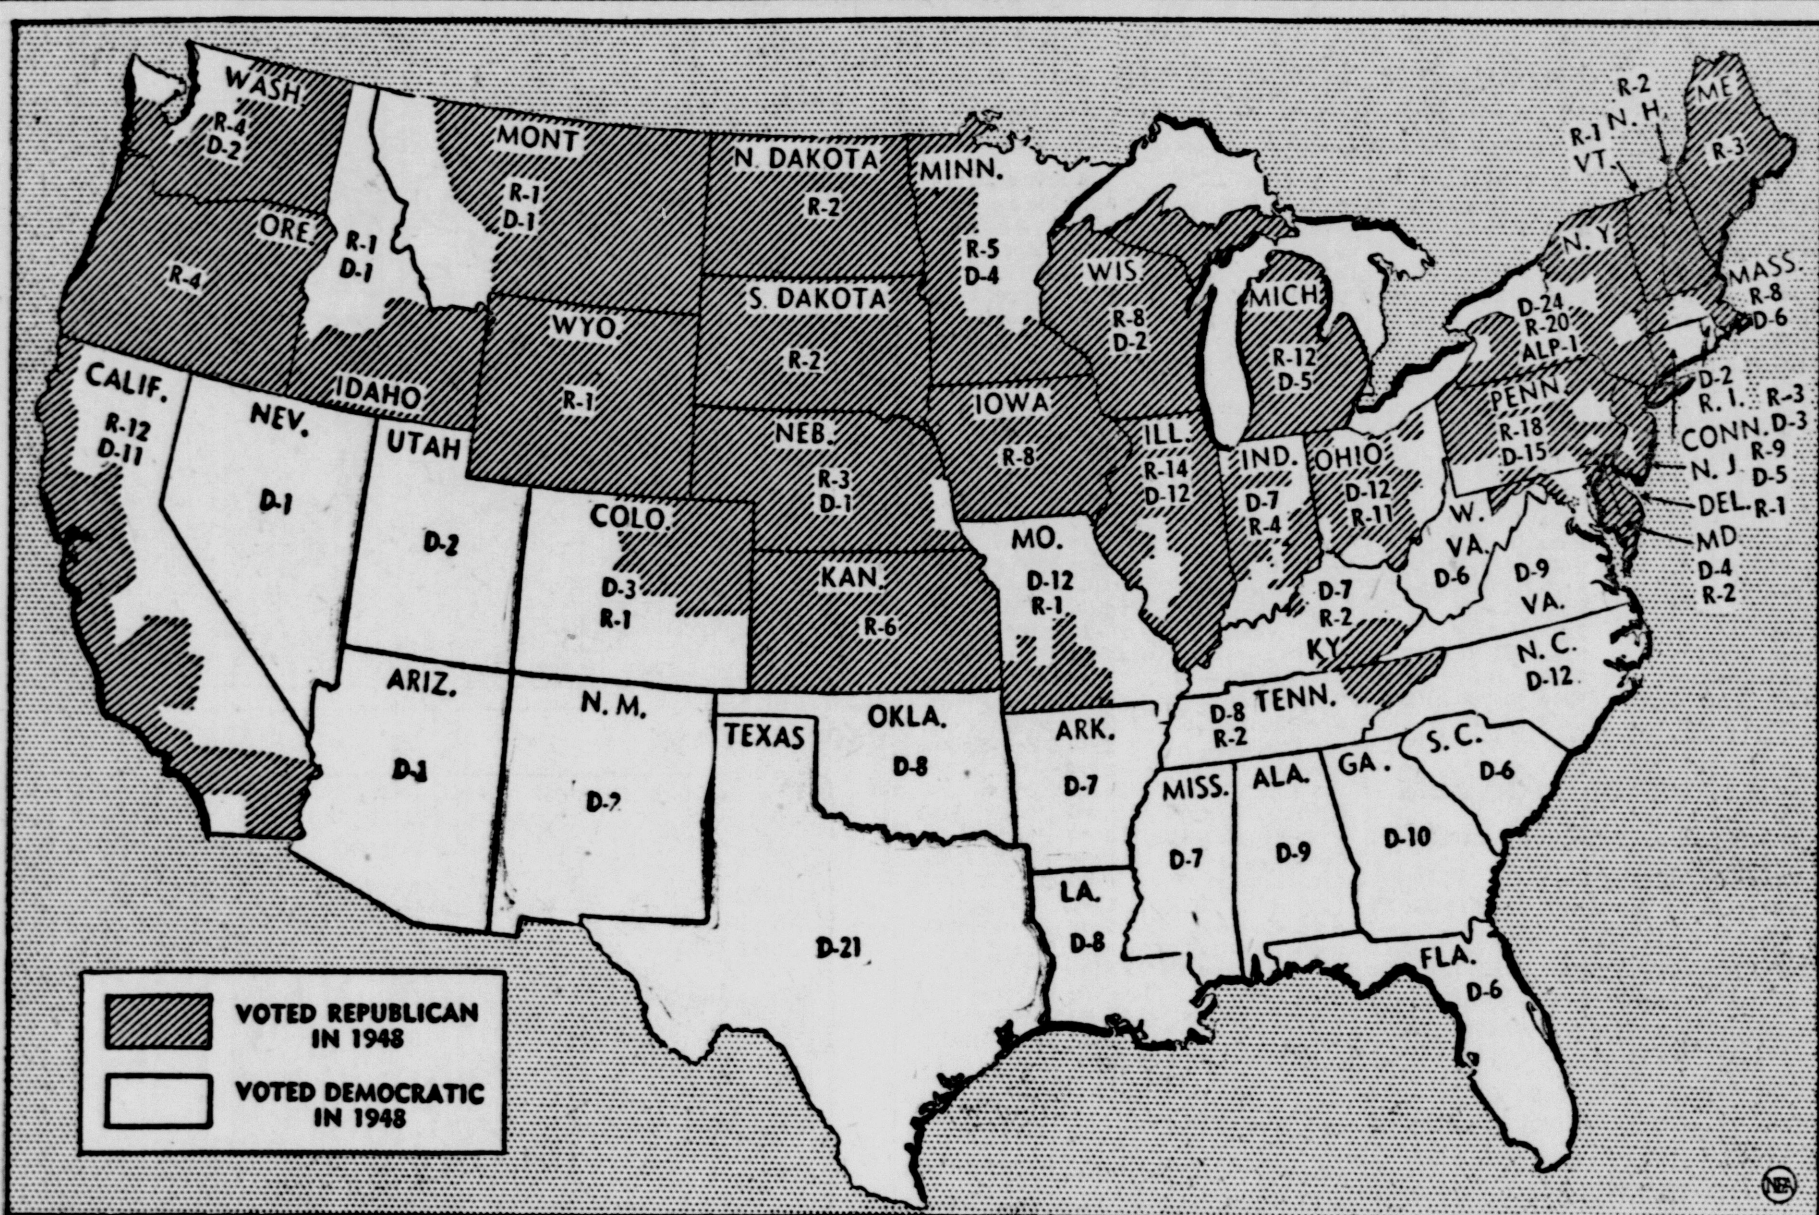 WASH
R-4
D-2
MONT
R-1
D-1
N. DAKOTA
R-2
MINN.
R-5
D-4
ORE.
R-4
R-1
D-1
IDAHO
WYO.
R-1
S. DAKOTA
R-2
WIS
R-8
D-2
MICH
R-12
D-5
R-2
N. H.
R-1
VT.
ME
R-3
N. Y
D-24
R-20
ALP-1
MASS
R-8
D-6
D-2
R. I.
R-3
CONN. D-3
R-9
N. J
D-5
DEL. R-1
MD
D-4
R-2
PENN.
R-18
D-15
CALIF.
R-12
D-11
NEV.
D-1
UTAH
D-2
COLO.
D-3
R-1
NEB.
R-3
D-1
IOWA
R-8
ILL.
R-14
D-12
IND.
D-7
R-4
OHIO
D-12
R-11
W.
VA.
D-6
D-9
VA.
KAN.
R-6
MO.
D-12
R-1
D-7
R-2
KY
N. C.
D-12
ARIZ.
N. M.
TEXAS
D-21
OKLA.
D-8
ARK.
D-7
TENN.
D-8
R-2
S. C.
D-6
MISS.
D-7
ALA.
D-9
GA.
D-10
LA.
D-8
FLA.
D-6
VOTED REPUBLICAN
IN 1948
VOTED DEMOCRATIC
IN 1948
NEA